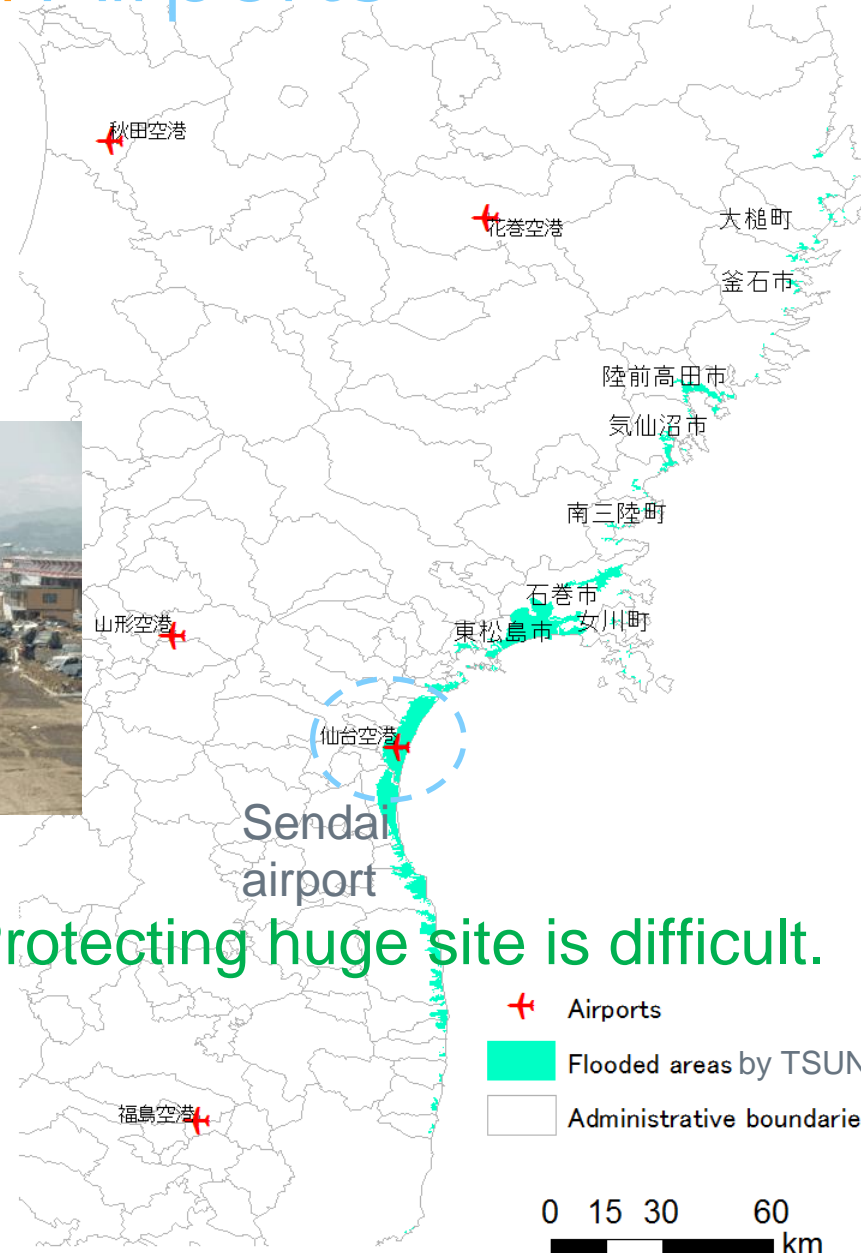 Airports
秋田空港
花巻空港
大槌町
釜石市
陸前高田市
気仙沼市
南三陸町
石巻市
女川町
東松島市
山形空港
仙台空港
Sendai
airport
Protecting huge site is difficult.
Airports
Flooded areas by TSUN
Administrative boundarie
福島空港
0 15 30 60
km